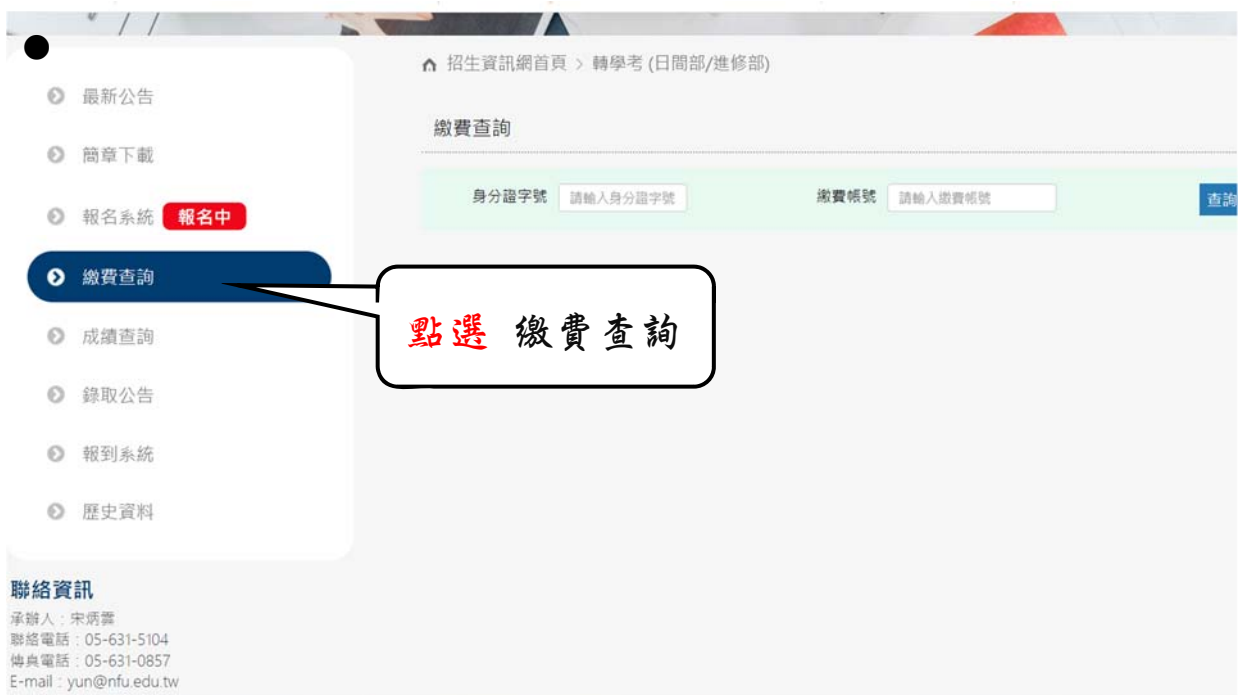 招生資訊網首頁 > 轉學考 (日間部/進修部)
最新公告
簡章下載
報名系統 報名中
繳費查詢
成績查詢
錄取公告
報到系統
歷史資料
繳費查詢
身分證字號 請輸入身分證字號 繳費帳號 請輸入繳費帳號 查詢
點選 繳費查詢
聯絡資訊
承辦人：宋炳雲
聯絡電話：05-631-5104
傳真電話：05-631-0857
E-mail：yun@nfu.edu.tw